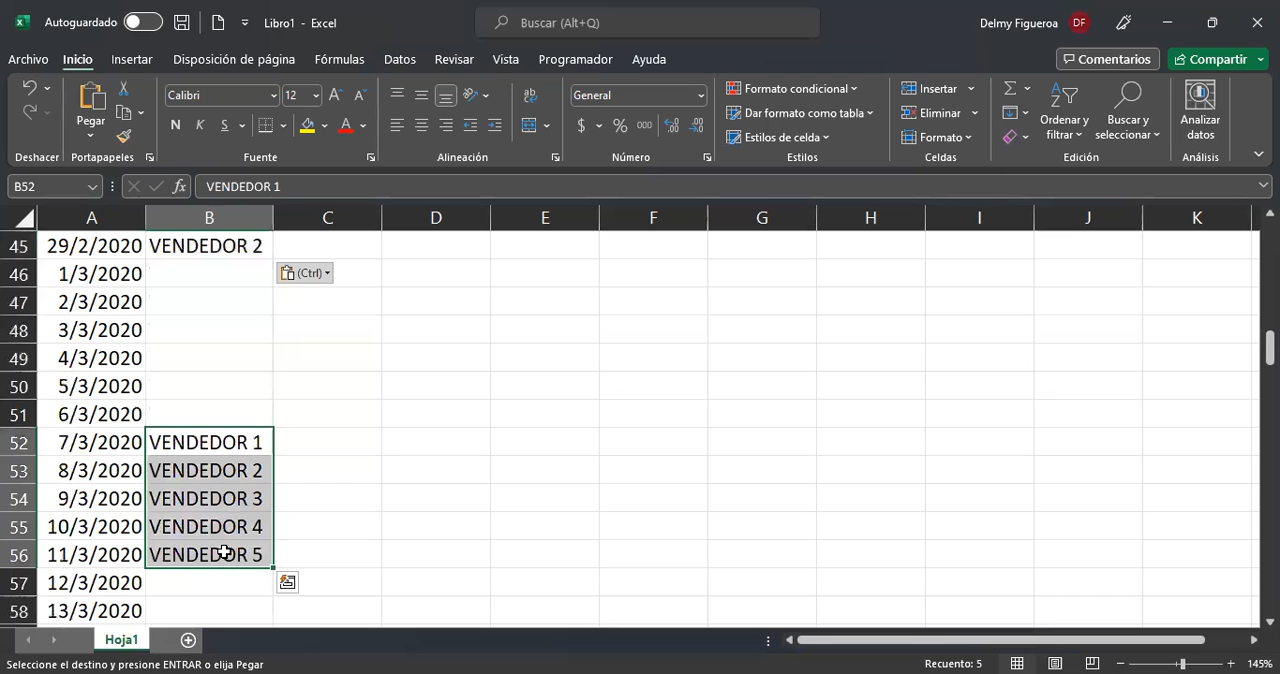 Autoguardado Libro1 - Excel Buscar (Alt+Q) Delmy Figueroa DF
Archivo Inicio Insertar Disposición de página Fórmulas Datos Revisar Vista Programador Ayuda Comentarios Compartir
Pegar
Calibri 12
N K S
General
$ % 000
Formato condicional
Dar formato como tabla
Estilos de celda
Insertar
Eliminar
Formato
Ordenar y filtrar
Buscar y seleccionar
Analizar datos
Deshacer Portapapeles Fuente Alineación Número Estilos Celdas Edición Análisis
B52 fx VENDEDOR 1
A B C D E F G H I J K
45 29/2/2020 VENDEDOR 2
46 1/3/2020 (Ctrl)
47 2/3/2020
48 3/3/2020
49 4/3/2020
50 5/3/2020
51 6/3/2020
52 7/3/2020 VENDEDOR 1
53 8/3/2020 VENDEDOR 2
54 9/3/2020 VENDEDOR 3
55 10/3/2020 VENDEDOR 4
56 11/3/2020 VENDEDOR 5
57 12/3/2020
58 13/3/2020
Hoja1
Seleccione el destino y presione ENTRAR o elija Pegar Recuento: 5 145%